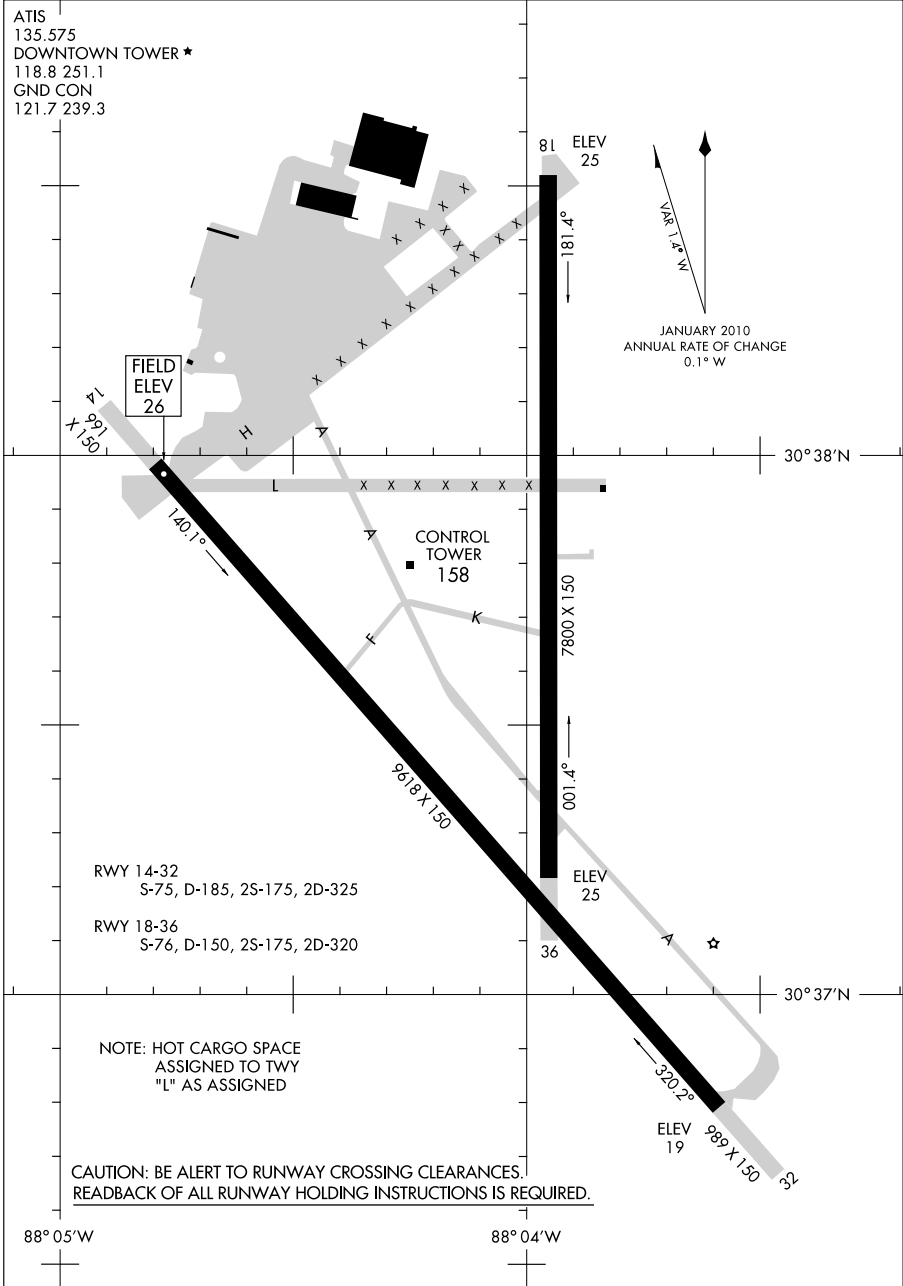 ATIS
135.575
DOWNTOWN TOWER ★
118.8 251.1
GND CON
121.7 239.3
18
ELEV
25
181.4°
VAR 1.4° W
JANUARY 2010
ANNUAL RATE OF CHANGE
0.1° W
X X X X X
X X X X X X X X X X
FIELD
ELEV
26
14
991
X 150
H
A
30° 38'N
L
X X X X X X X
140.1°
A
CONTROL
TOWER
158
7800 X 150
F
K
9618 X 150
001.4°
RWY 14-32
S-75, D-185, 2S-175, 2D-325
ELEV
25
RWY 18-36
S-76, D-150, 2S-175, 2D-320
A
36
30° 37'N
NOTE: HOT CARGO SPACE
ASSIGNED TO TWY
"L" AS ASSIGNED
320.2°
ELEV
19
989 X 150
32
CAUTION: BE ALERT TO RUNWAY CROSSING CLEARANCES.
READBACK OF ALL RUNWAY HOLDING INSTRUCTIONS IS REQUIRED.
88° 05'W
88° 04'W